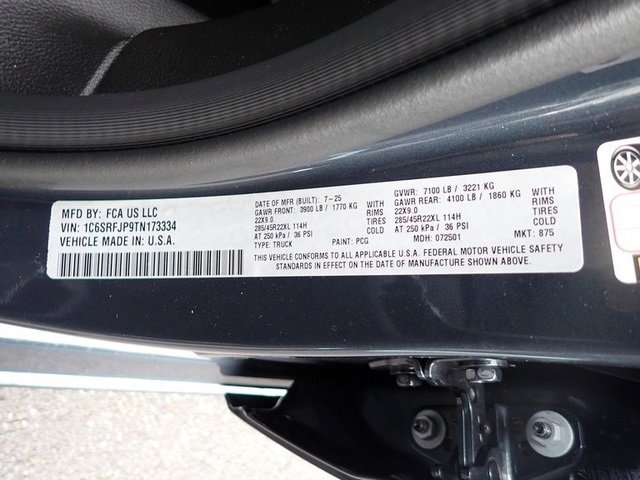 MFD BY: FCA US LLC
VIN: 1C6SRFJP9TN173334
VEHICLE MADE IN U.S.A.
DATE OF MFR (BUILT): 7-25 GVWR: 7100 LB / 3221 KG
GAWR FRONT: 3900 LB / 1770 KG WITH GAWR REAR: 4100 LB / 1860 KG WITH
22X9.0 TIRES 22X9.0 TIRES
285/45R22XL 114H COLD 285/45R22XL 114H COLD
AT 250 kPa / 36 PSI AT 250 kPa / 36 PSI
TYPE: TRUCK PAINT: PCG MDH: 072501 MKT: 875
THIS VEHICLE CONFORMS TO ALL APPLICABLE U.S.A. FEDERAL MOTOR VEHICLE SAFETY
STANDARDS IN EFFECT ON THE DATE OF MANUFACTURE SHOWN ABOVE.